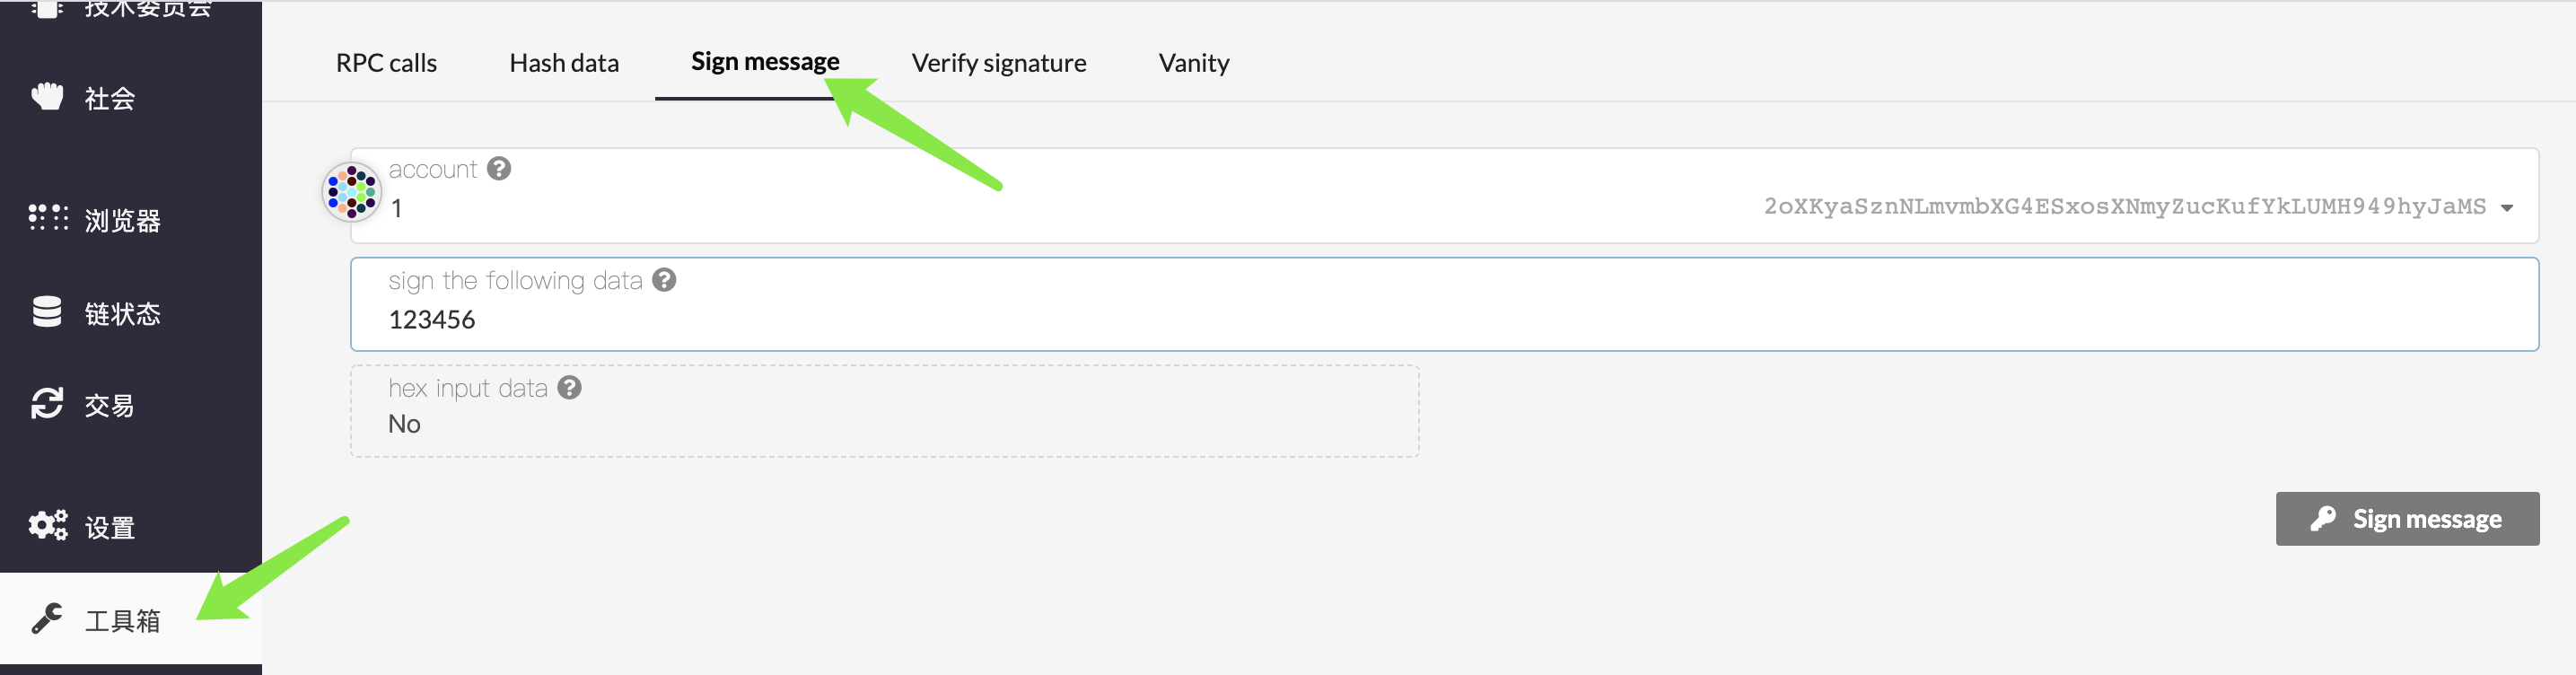 技术委员会
社会
浏览器
链状态
交易
设置
工具箱
RPC calls
Hash data
Sign message
Verify signature
Vanity
account
1
2oXKyaSznNLmvmbXG4ESxosXNmyZucKufYkLUMH949hyJaMS
sign the following data
123456
hex input data
No
Sign message